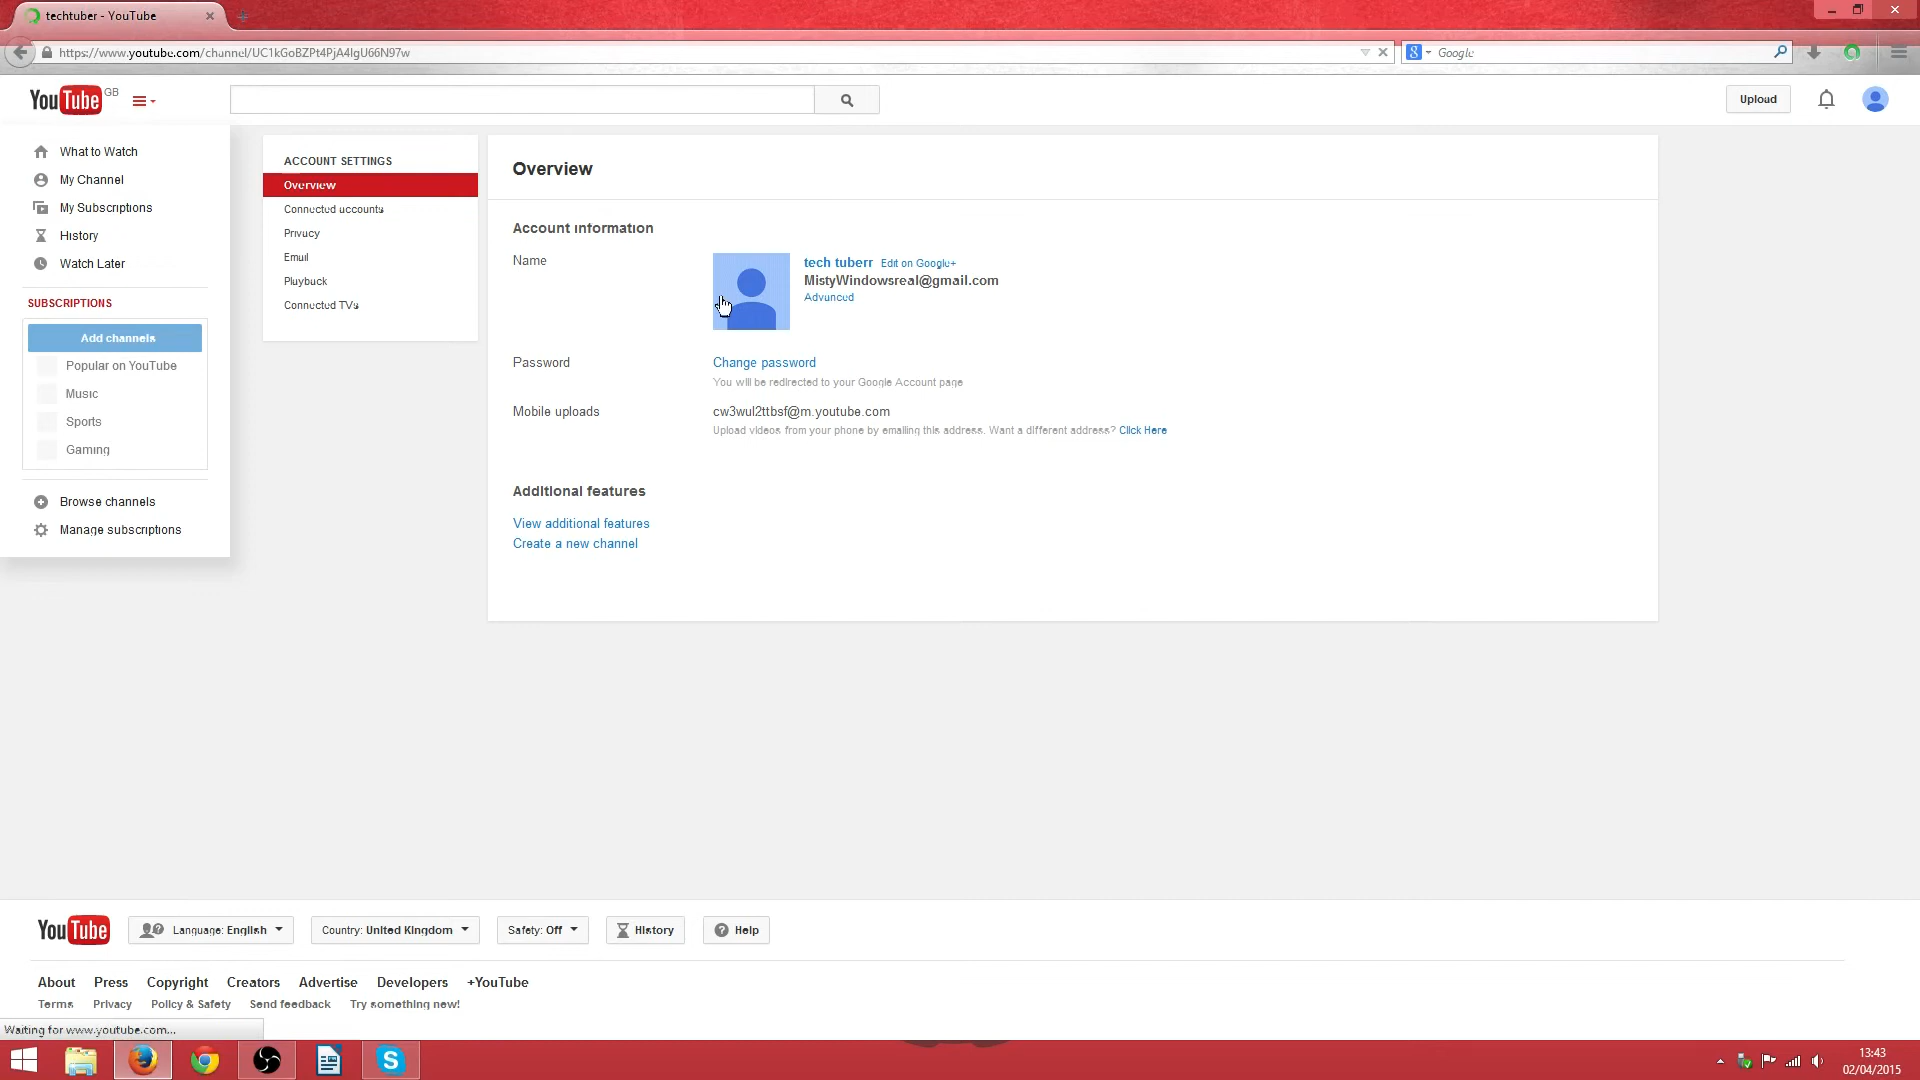 techtuber - YouTube
https://www.youtube.com/channel/UC1kGoBZPt4PjA4lgU66N97w
Google
YouTube GB
Upload
What to Watch
My Channel
My Subscriptions
History
Watch Later
SUBSCRIPTIONS
Add channels
Popular on YouTube
Music
Sports
Gaming
Browse channels
Manage subscriptions
ACCOUNT SETTINGS
Overview
Connected accounts
Privacy
Email
Playback
Connected TVs
Overview
Account information
Name
tech tuberr Edit on Google+
MistyWindowsreal@gmail.com
Advanced
Password
Change password
You will be redirected to your Google Account page
Mobile uploads
cw3wul2ttbsf@m.youtube.com
Upload videos from your phone by emailing this address. Want a different address? Click Here
Additional features
View additional features
Create a new channel
YouTube
Language: English
Country: United Kingdom
Safety: Off
History
Help
About Press Copyright Creators Advertise Developers +YouTube
Terms Privacy Policy & Safety Send feedback Try something new!
Waiting for www.youtube.com...
13:43
02/04/2015